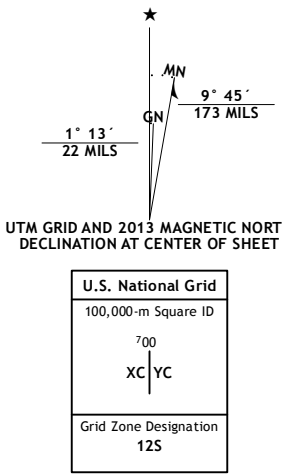 ★
MN
GN
9° 45´
173 MILS
1° 13´
22 MILS
UTM GRID AND 2013 MAGNETIC NORT
DECLINATION AT CENTER OF SHEET
U.S. National Grid
100,000-m Square ID
⁷00
XC YC
Grid Zone Designation
12S